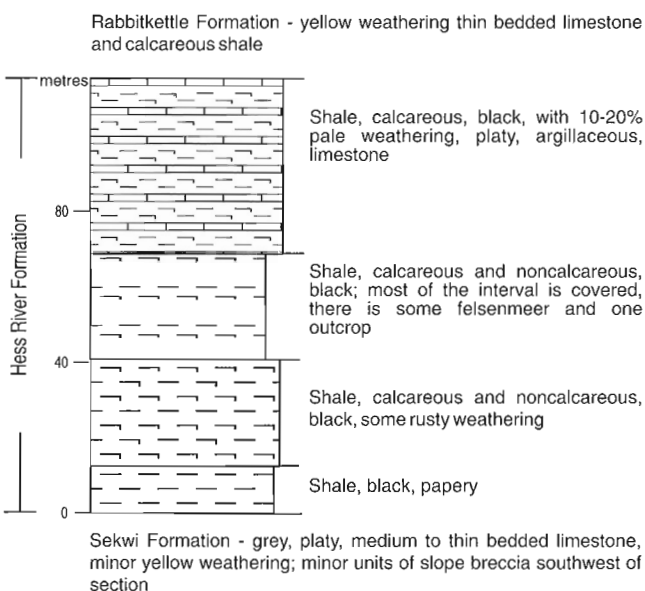 Rabbitkettle Formation - yellow weathering thin bedded limestone
and calcareous shale
metres
Shale, calcareous, black, with 10-20%
pale weathering, platy, argillaceous,
limestone
80
Hess River Formation
Shale, calcareous and noncalcareous,
black; most of the interval is covered,
there is some felsenmeer and one
outcrop
40
Shale, calcareous and noncalcareous,
black, some rusty weathering
Shale, black, papery
0
Sekwi Formation - grey, platy, medium to thin bedded limestone,
minor yellow weathering; minor units of slope breccia southwest of
section